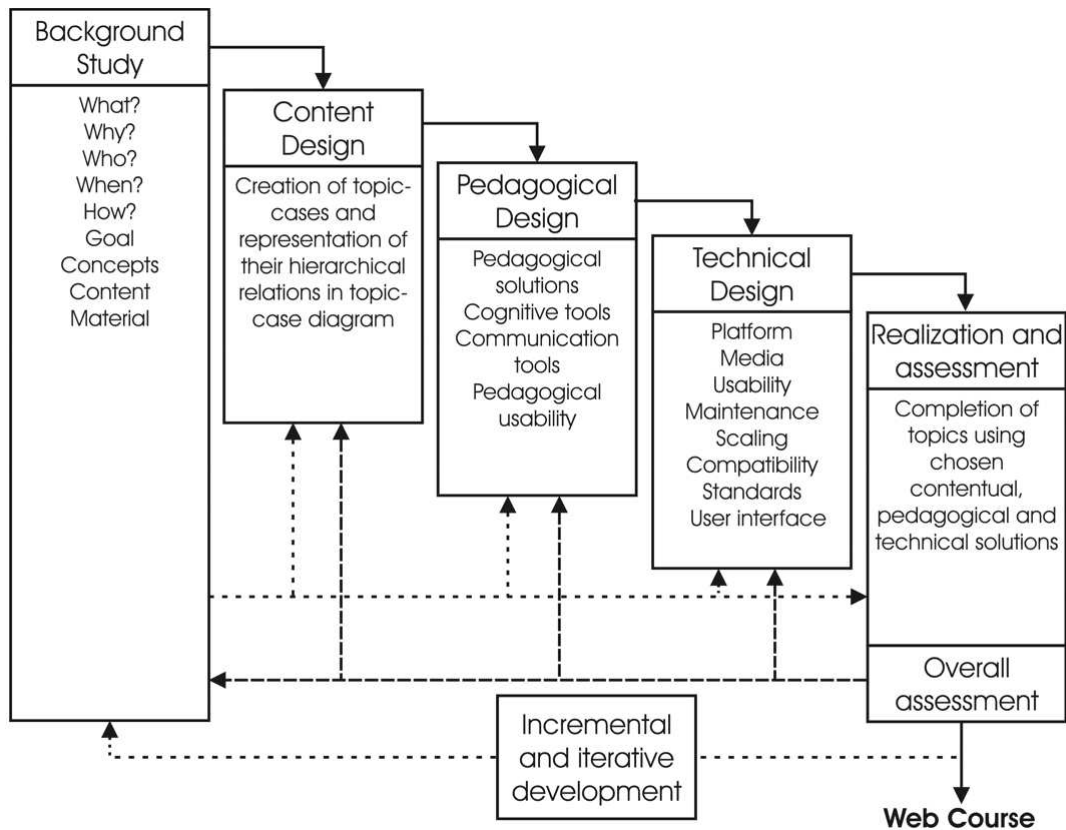 Background
Study
What?
Why?
Who?
When?
How?
Goal
Concepts
Content
Material
Content
Design
Creation of topic-
cases and
representation of
their hierarchical
relations in topic-
case diagram
Pedagogical
Design
Pedagogical
solutions
Cognitive tools
Communication
tools
Pedagogical
usability
Technical
Design
Platform
Media
Usability
Maintenance
Scaling
Compatibility
Standards
User interface
Realization and
assessment
Completion of
topics using
chosen
contentual,
pedagogical and
technical solutions
Overall
assessment
Incremental
and iterative
development
Web Course